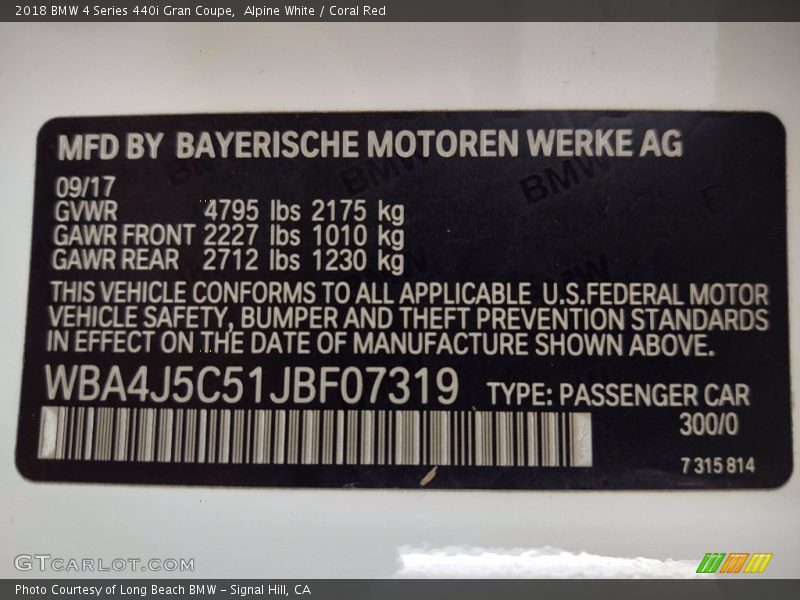 2018 BMW 4 Series 440i Gran Coupe,  Alpine White / Coral Red
MFD BY BAYERISCHE MOTOREN WERKE AG
09/17
GVWR 4795 lbs 2175 kg
GAWR FRONT 2227 lbs 1010 kg
GAWR REAR 2712 lbs 1230 kg
THIS VEHICLE CONFORMS TO ALL APPLICABLE U.S.FEDERAL MOTOR
VEHICLE SAFETY, BUMPER AND THEFT PREVENTION STANDARDS
IN EFFECT ON THE DATE OF MANUFACTURE SHOWN ABOVE.
WBA4J5C51JBF07319 TYPE: PASSENGER CAR
300/0
7 315 814
GTCARLOT.COM
Photo Courtesy of Long Beach BMW - Signal Hill, CA